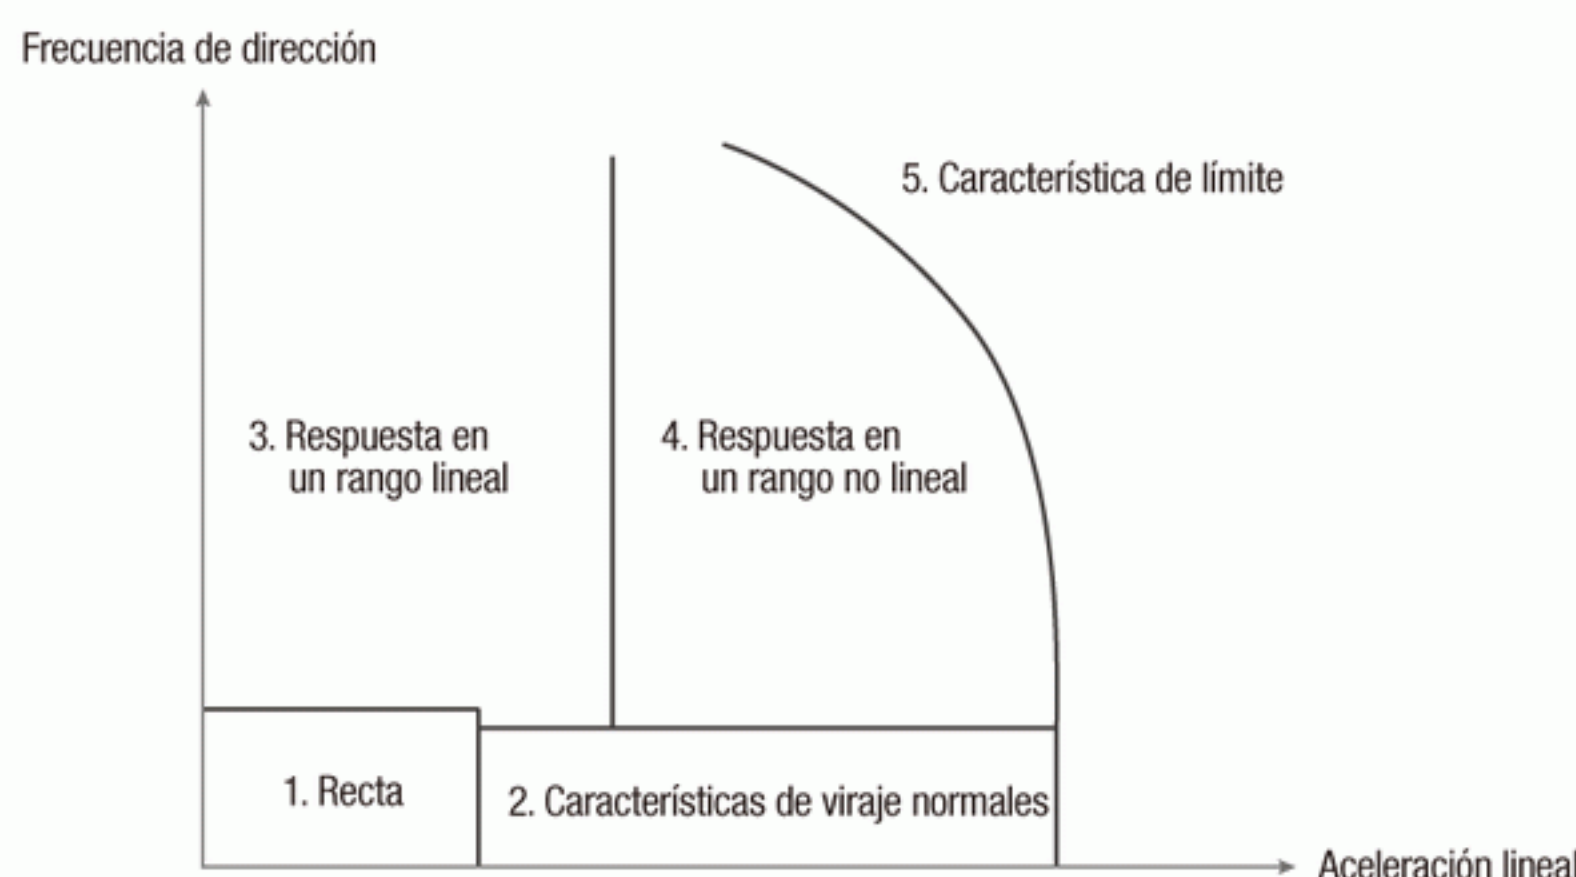 Frecuencia de dirección
5. Característica de límite
3. Respuesta en
un rango lineal
4. Respuesta en
un rango no lineal
1. Recta
2. Características de viraje normales
Aceleración lineal